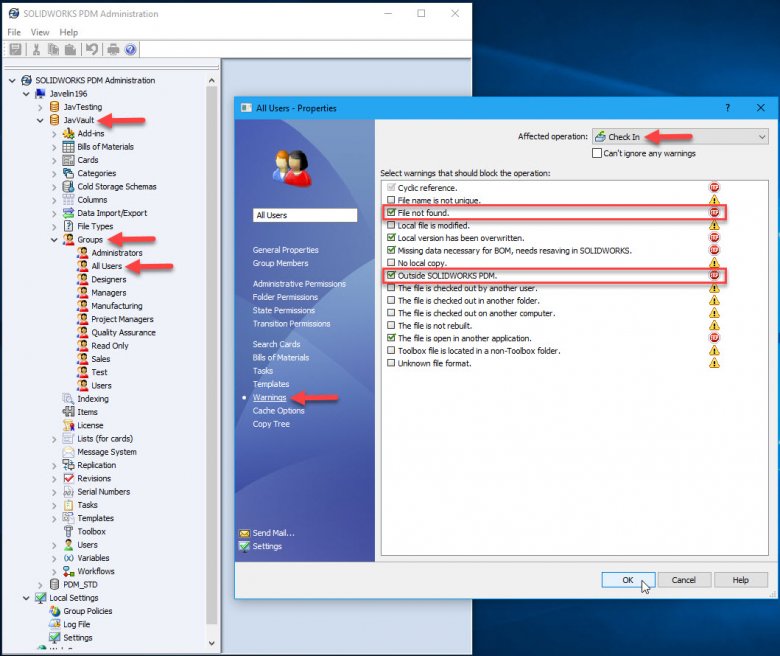 SOLIDWORKS PDM Administration
File View Help
SOLIDWORKS PDM Administration
Javelin196
JavTesting
JavVault
Add-ins
Bills of Materials
Cards
Categories
Cold Storage Schemas
Columns
Data Import/Export
File Types
Groups
Administrators
All Users
Designers
Managers
Manufacturing
Project Managers
Quality Assurance
Read Only
Sales
Test
Users
Indexing
Items
License
Lists (for cards)
Message System
Replication
Revisions
Serial Numbers
Tasks
Templates
Toolbox
Users
Variables
Workflows
PDM_STD
Local Settings
Group Policies
Log File
Settings
All Users - Properties
All Users
General Properties
Group Members
Administrative Permissions
Folder Permissions
State Permissions
Transition Permissions
Search Cards
Bills of Materials
Tasks
Templates
Warnings
Cache Options
Copy Tree
Send Mail...
Settings
Affected operation: Check In
Can't ignore any warnings
Select warnings that should block the operation:
Cyclic reference.
File name is not unique.
File not found.
Local file is modified.
Local version has been overwritten.
Missing data necessary for BOM, needs resaving in SOLIDWORKS.
No local copy.
Outside SOLIDWORKS PDM.
The file is checked out by another user.
The file is checked out in another folder.
The file is checked out on another computer.
The file is not rebuilt.
The file is open in another application.
Toolbox file is located in a non-Toolbox folder.
Unknown file format.
OK Cancel Help